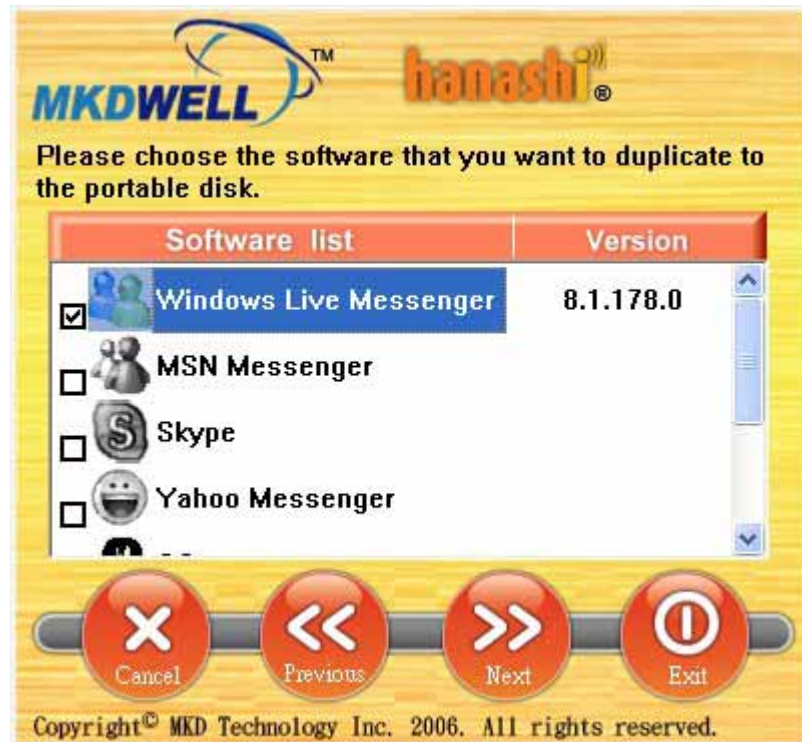 MKDWELL TM hanashi ®
Please choose the software that you want to duplicate to
the portable disk.
Software list Version
Windows Live Messenger 8.1.178.0
MSN Messenger
Skype
Yahoo Messenger
Cancel Previous Next Exit
Copyright© MKD Technology Inc. 2006. All rights reserved.